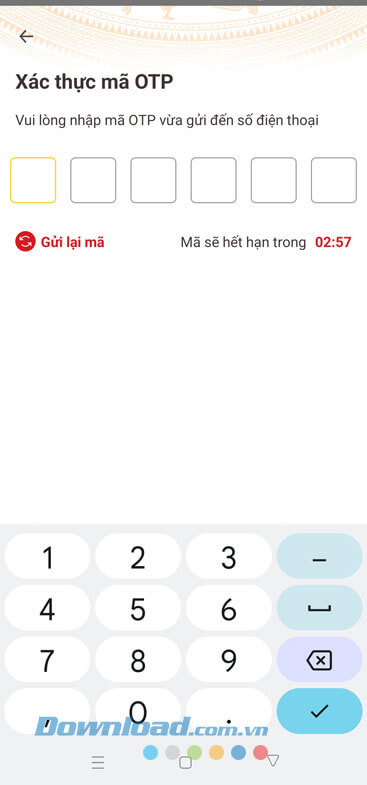 Xác thực mã OTP
Vui lòng nhập mã OTP vừa gửi đến số điện thoại
Gửi lại mã Mã sẽ hết hạn trong 02:57
1 2 3 –
4 5 6
7 8 9
, 0 .
Download.com.vn